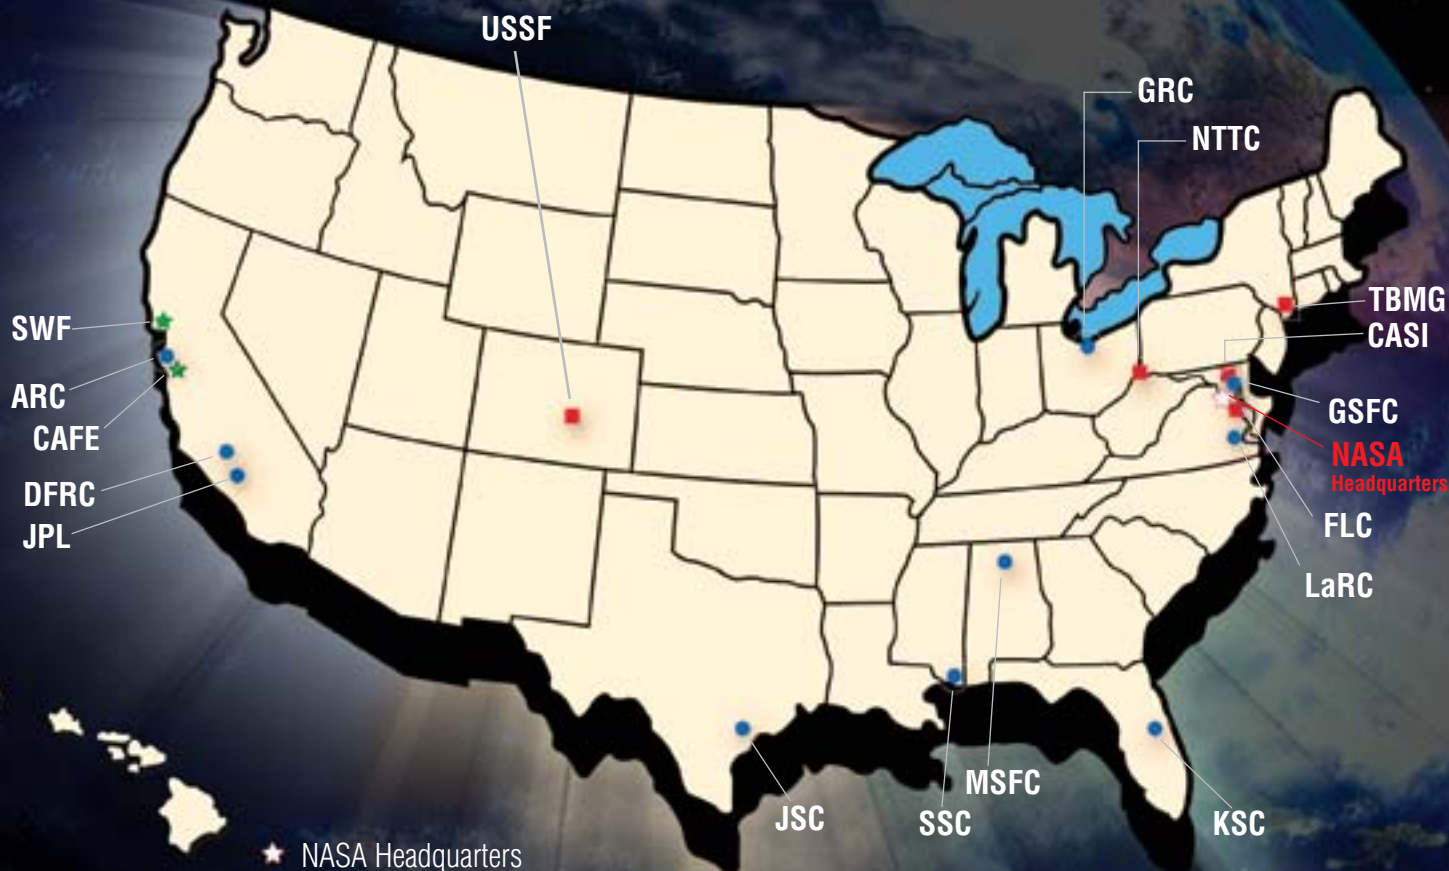 USSF
GRC
NTTC
TBMG
CASI
SWF
ARC
CAFE
GSFC
NASA
Headquarters
DFRC
FLC
JPL
LaRC
MSFC
JSC
SSC
KSC
NASA Headquarters